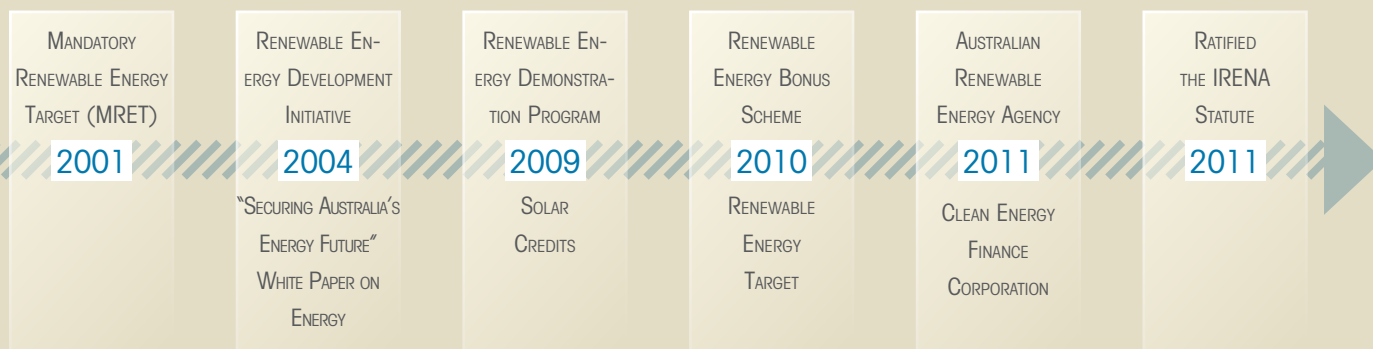 Mandatory
Renewable Energy
Target (MRET)
2001
Renewable En-
ergy Development
Initiative
2004
“Securing Australia’s
Energy Future”
White Paper on
Energy
Renewable En-
ergy Demonstra-
tion Program
2009
Solar
Credits
Renewable
Energy Bonus
Scheme
2010
Renewable
Energy
Target
Australian
Renewable
Energy Agency
2011
Clean Energy
Finance
Corporation
Ratified
the IRENA
Statute
2011